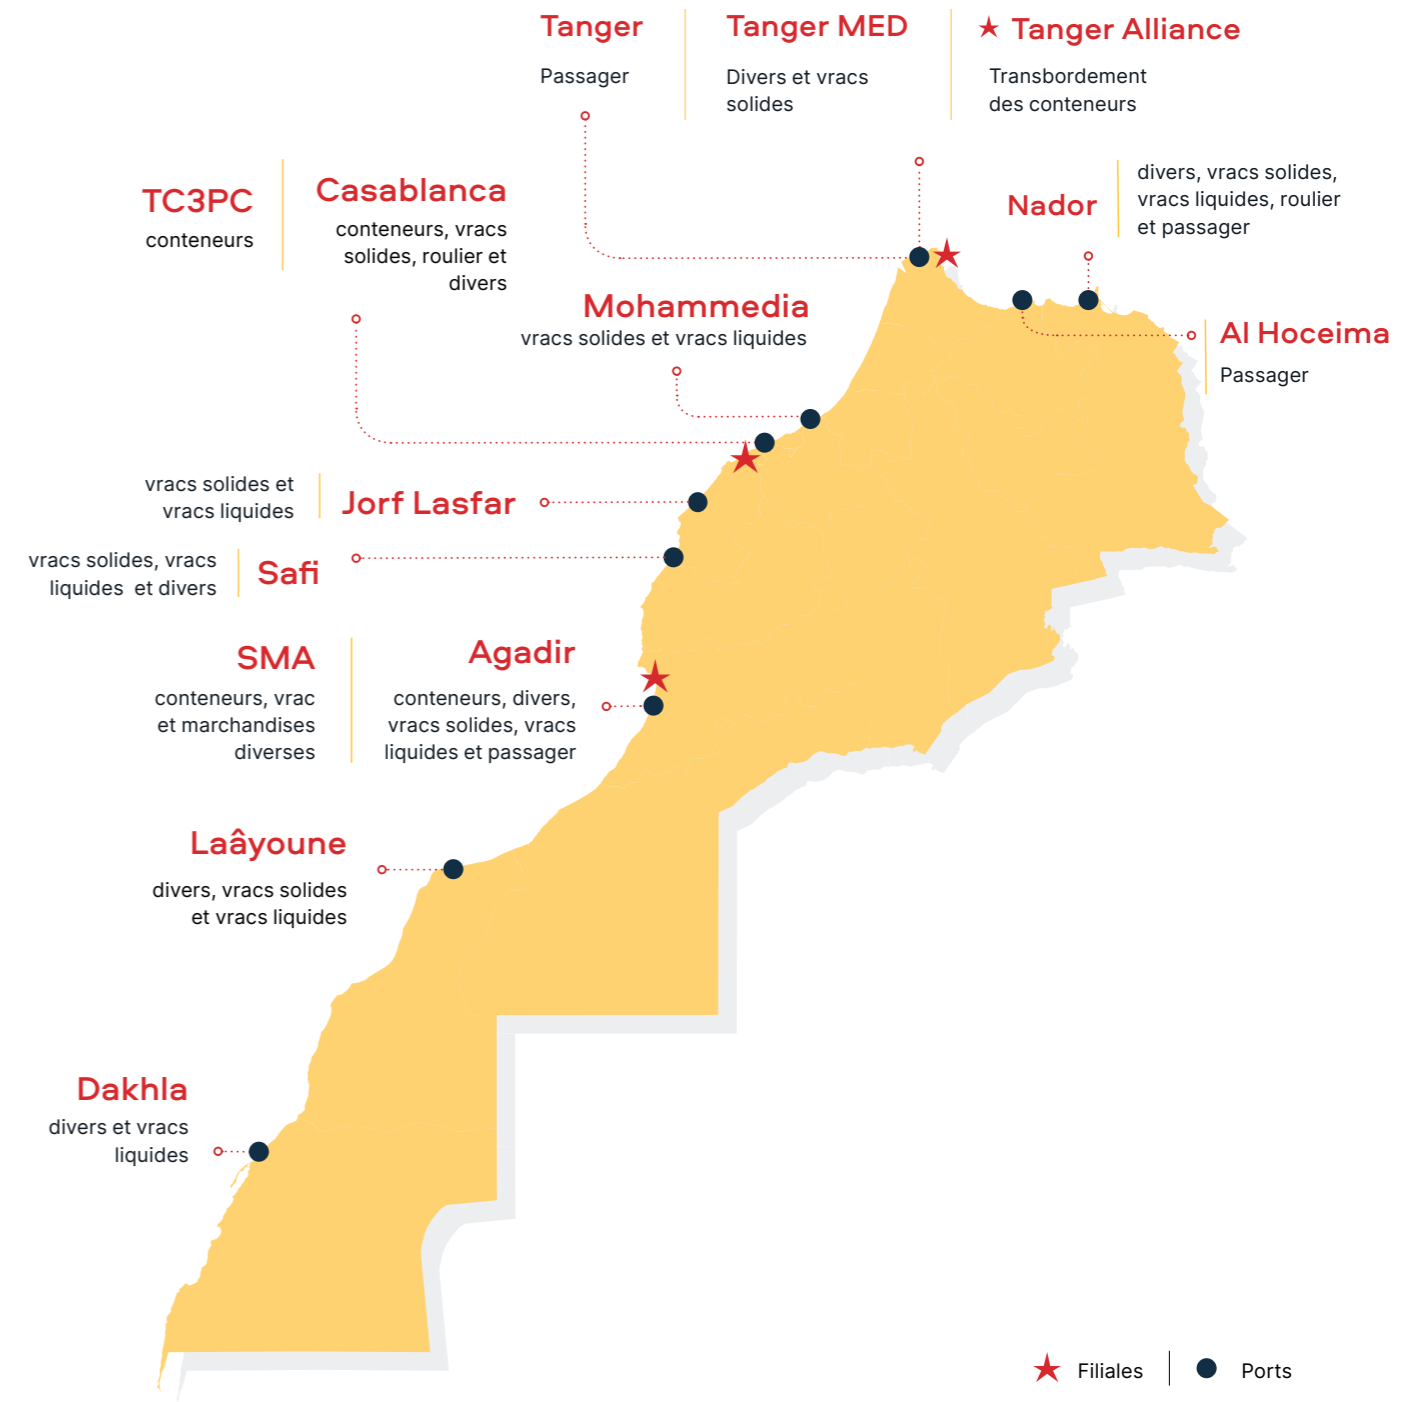 Tanger
Passager
Tanger MED
Divers et vracs
solides
Tanger Alliance
Transbordement
des conteneurs
TC3PC
conteneurs
Casablanca
conteneurs, vracs
solides, roulier et
divers
Nador
divers, vracs solides,
vracs liquides, roulier
et passager
Mohammedia
vracs solides et vracs liquides
Al Hoceima
Passager
vracs solides et
vracs liquides
Jorf Lasfar
vracs solides, vracs
liquides et divers
Safi
SMA
conteneurs, vrac
et marchandises
diverses
Agadir
conteneurs, divers,
vracs solides, vracs
liquides et passager
Laâyoune
divers, vracs solides
et vracs liquides
Dakhla
divers et vracs
liquides
Filiales
Ports